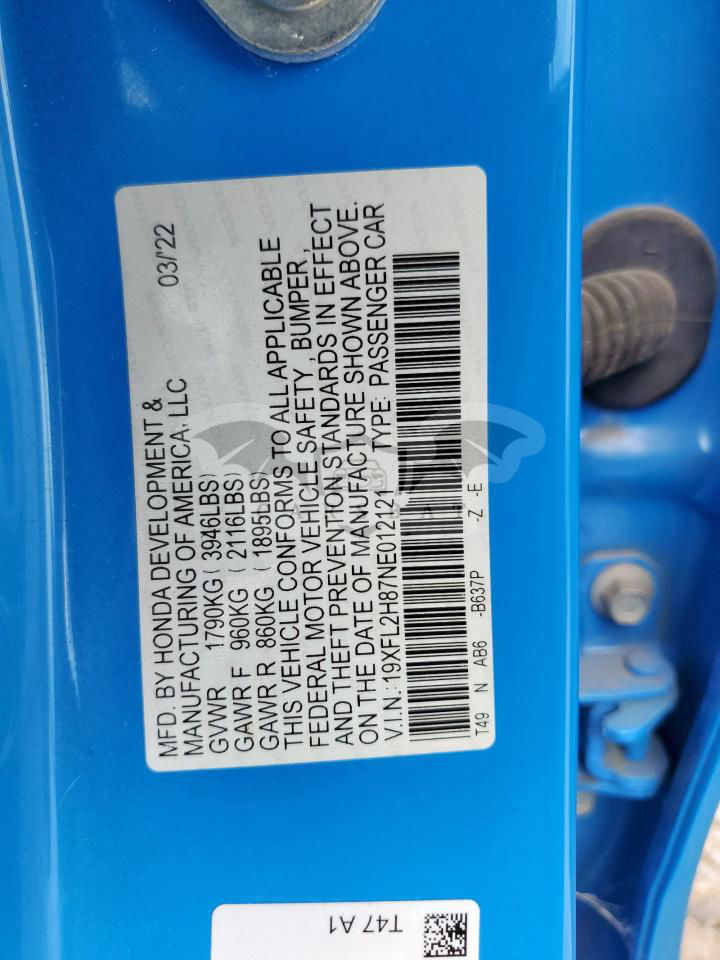 MFD. BY HONDA DEVELOPMENT & 03/'22
MANUFACTURING OF AMERICA, LLC
GVWR 1790KG ( 3946LBS)
GAWR F 960KG ( 2116LBS)
GAWR R 860KG ( 1895LBS)
THIS VEHICLE CONFORMS TO ALL APPLICABLE
FEDERAL MOTOR VEHICLE SAFETY , BUMPER ,
AND THEFT PREVENTION STANDARDS IN EFFECT
ON THE DATE OF MANUFACTURE SHOWN ABOVE.
V.I.N.: 19XFL2H87NE012121 TYPE: PASSENGER CAR
T49 N AB6 -B637P -Z -E
T47 A1